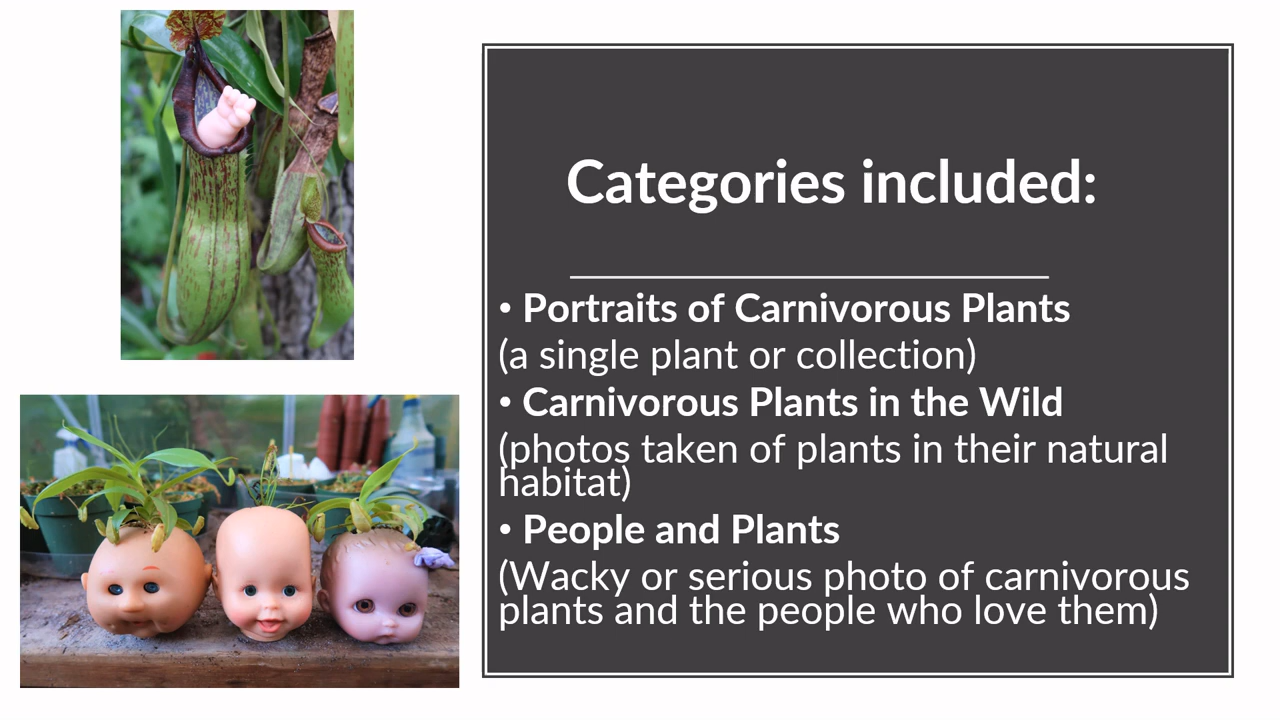 Categories included:
• Portraits of Carnivorous Plants
(a single plant or collection)
• Carnivorous Plants in the Wild
(photos taken of plants in their natural
habitat)
• People and Plants
(Wacky or serious photo of carnivorous
plants and the people who love them)